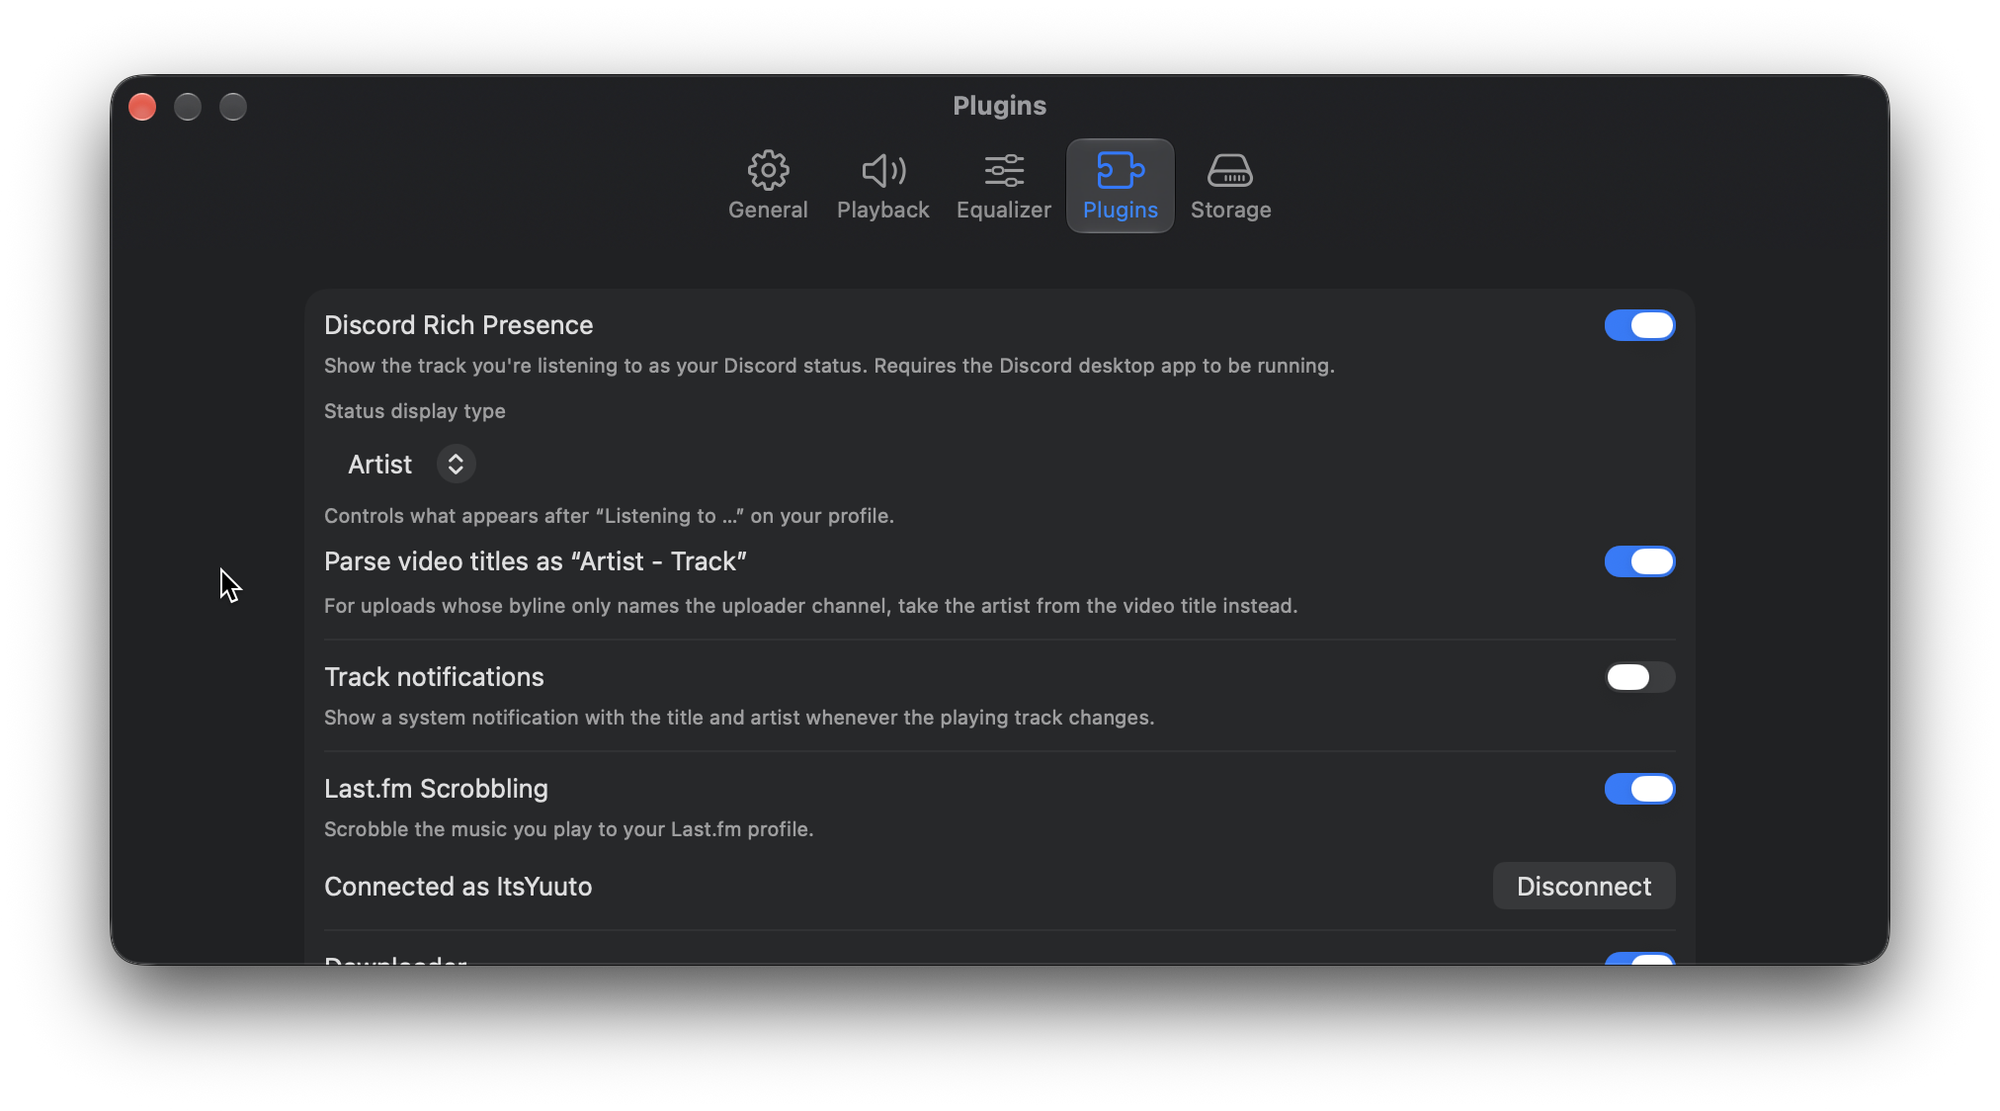 Plugins
General
Playback
Equalizer
Plugins
Storage
Discord Rich Presence
Show the track you're listening to as your Discord status. Requires the Discord desktop app to be running.
Status display type
Artist
Controls what appears after “Listening to ...” on your profile.
Parse video titles as “Artist - Track”
For uploads whose byline only names the uploader channel, take the artist from the video title instead.
Track notifications
Show a system notification with the title and artist whenever the playing track changes.
Last.fm Scrobbling
Scrobble the music you play to your Last.fm profile.
Connected as ItsYuuto
Disconnect
Downloader